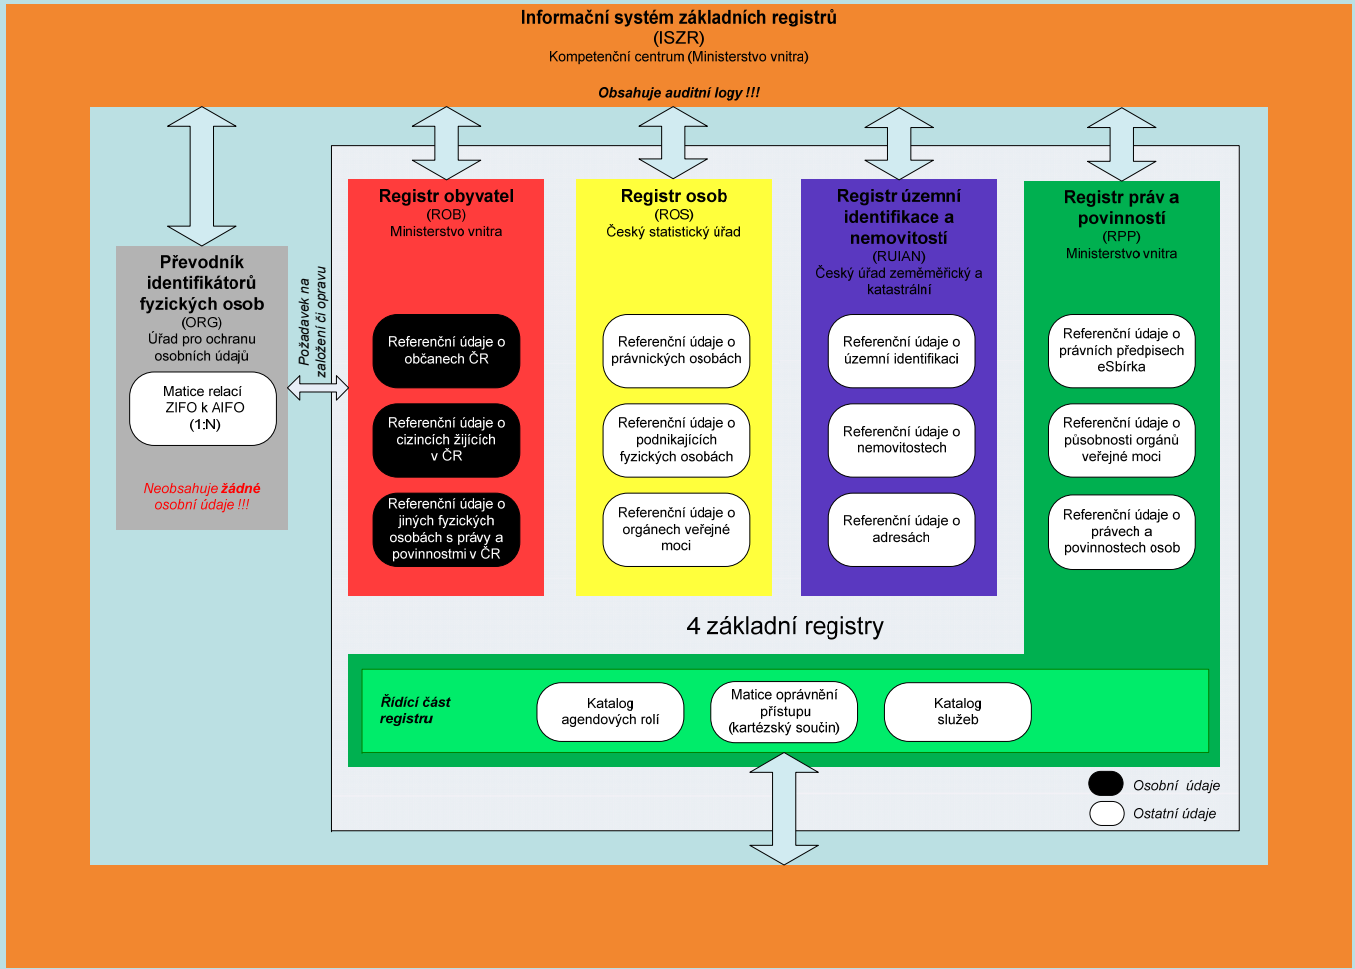 Informační systém základních registrů
(ISZR)
Kompetenční centrum (Ministerstvo vnitra)
Obsahuje auditní logy !!!
Převodník
identifikátorů
fyzických osob
(ORG)
Úřad pro ochranu
osobních údajů
Matice relací
ZIFO k AIFO
(1:N)
Neobsahuje žádné
osobní údaje !!!
Požadavek na
založení či opravu
Registr obyvatel
(ROB)
Ministerstvo vnitra
Referenční údaje o
občanech ČR
Referenční údaje o
cizincích žijících
v ČR
Referenční údaje o
jiných fyzických
osobách s právy a
povinnostmi v ČR
Registr osob
(ROS)
Český statistický úřad
Referenční údaje o
právnických osobách
Referenční údaje o
podnikajících
fyzických osobách
Referenční údaje o
orgánech veřejné
moci
Registr územní
identifikace a
nemovitostí
(RUIAN)
Český úřad zeměměřický a
katastrální
Referenční údaje o
územní identifikaci
Referenční údaje o
nemovitostech
Referenční údaje o
adresách
Registr práv a
povinností
(RPP)
Ministerstvo vnitra
Referenční údaje o
právních předpisech
eSbírka
Referenční údaje o
působnosti orgánů
veřejné moci
Referenční údaje o
právech a
povinnostech osob
4 základní registry
Řídící část
registru
Katalog
agendových rolí
Matice oprávnění
přístupu
(kartézský součin)
Katalog
služeb
Osobní údaje
Ostatní údaje